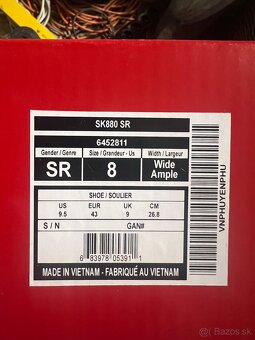 SK880 SR
6452811
Gender / Genre
Size / Grandeur - Us
Width / Largeur
SR
8
Wide
Ample
SHOE / SOULIER
US
EUR
UK
CM
9.5
43
9
26.8
S / N
GAN#
6 83978 05391 1
MADE IN VIETNAM - FABRIQUÉ AU VIETNAM
VNPHUYENPHU
bazos.sk